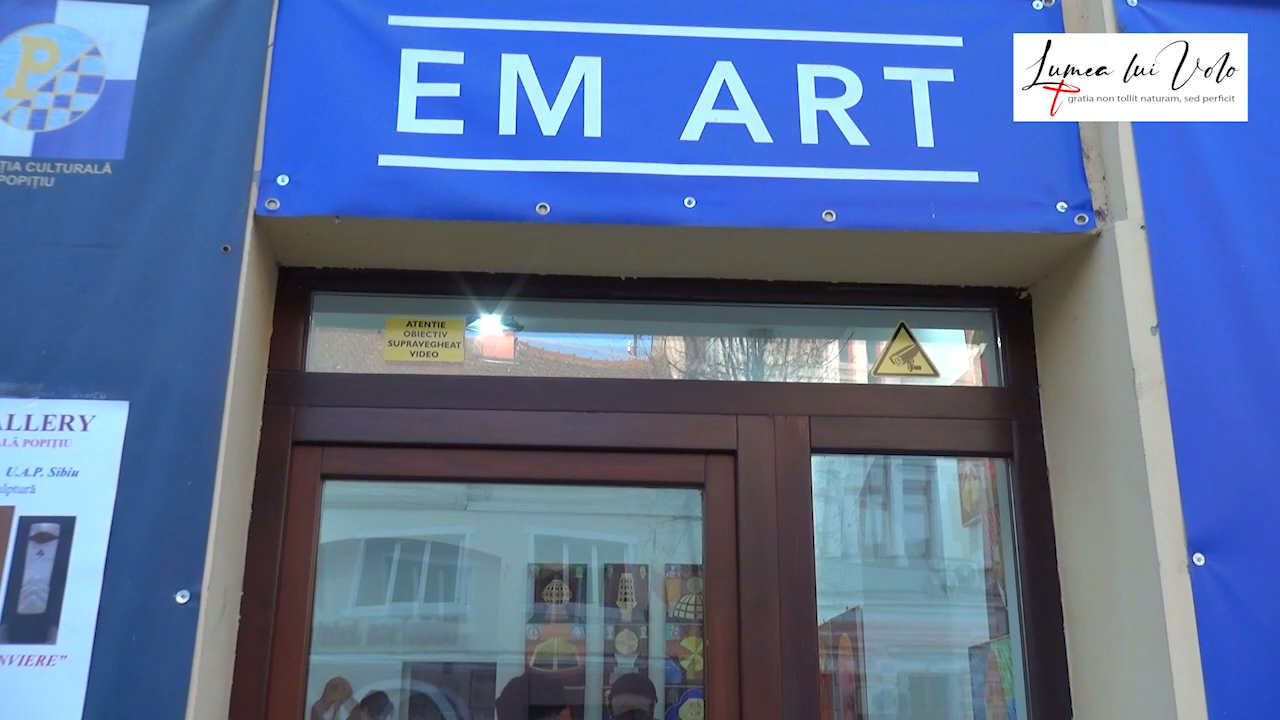 EM ART
Lumea lui Volo
gratia non tollit naturam, sed perficit
P
ȚIA CULTURALĂ
POPIȚIU
ATENTIE
OBIECTIV
SUPRAVEGHEAT
VIDEO
ALLERY
ALĂ POPIȚIU
U.A.P. Sibiu
ulptură
NVIERE”